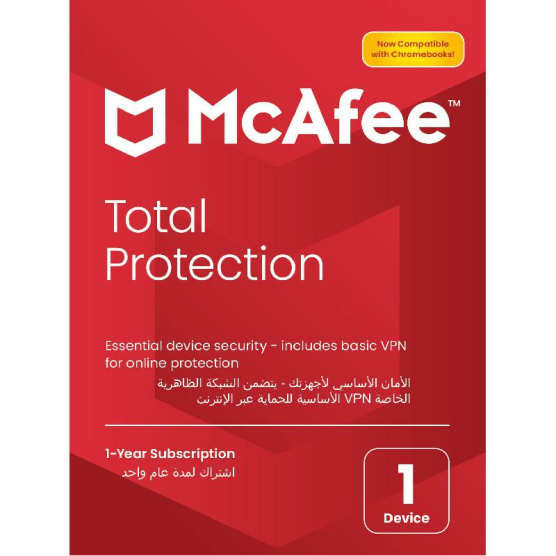 Now Compatible
with Chromebooks!
McAfee™
Total
Protection
Essential device security - includes basic VPN
for online protection
الأمان الأساسي لأجهزتك - يتضمن الشبكة الظاهرية
الخاصة VPN الأساسية للحماية عبر الإنترنت
1-Year Subscription
اشتراك لمدة عام واحد
1
Device